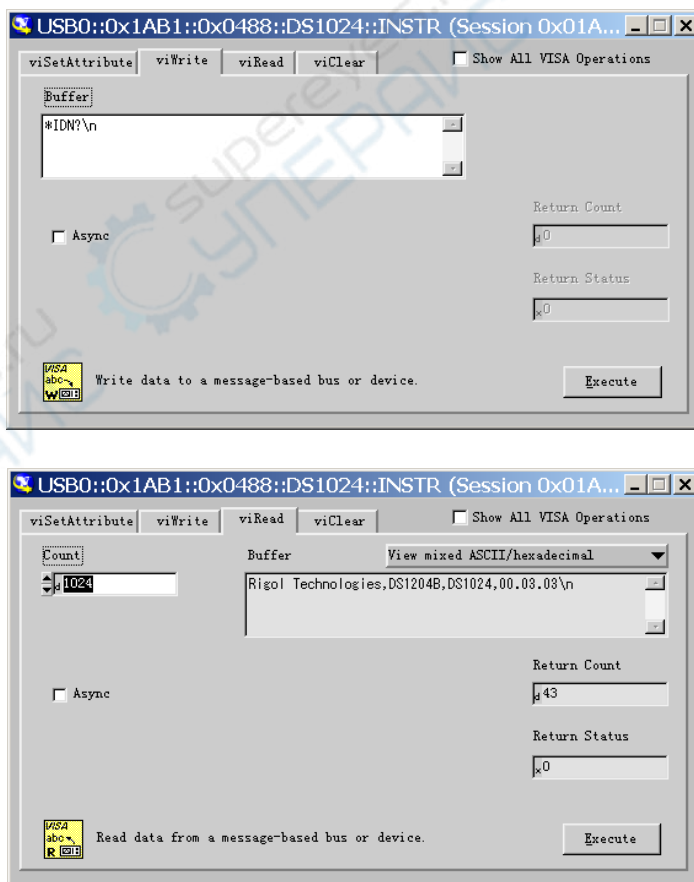 USB0::0x1AB1::0x0488::DS1024::INSTR (Session 0x01A...
viSetAttribute viWrite viRead viClear Show All VISA Operations
Buffer
*IDN?\n
Return Count
d 0
Async
Return Status
x 0
VISA
abc
W
Write data to a message-based bus or device.
Execute
USB0::0x1AB1::0x0488::DS1024::INSTR (Session 0x01A...
viSetAttribute viWrite viRead viClear Show All VISA Operations
Count Buffer View mixed ASCII/hexadecimal
d 1024 Rigol Technologies,DS1204B,DS1024,00.03.03\n
Return Count
Async d 43
Return Status
x 0
VISA
abc
R
Read data from a message-based bus or device.
Execute
supereyes.ru
СУПЕРАЙС